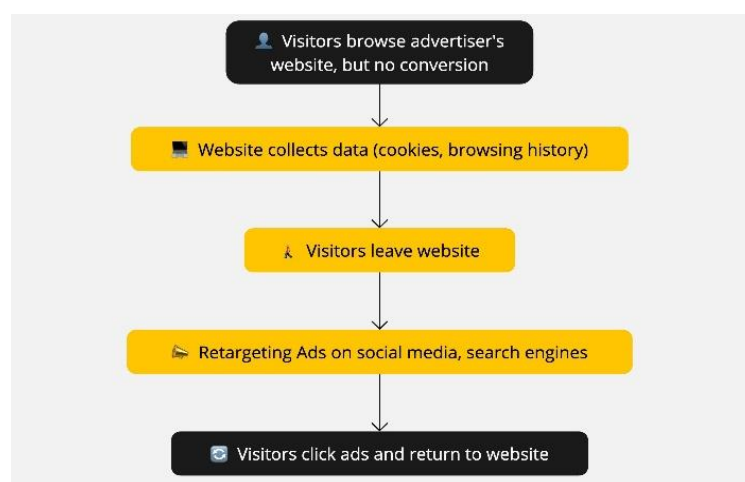 Visitors browse advertiser's
website, but no conversion
Website collects data (cookies, browsing history)
Visitors leave website
Retargeting Ads on social media, search engines
Visitors click ads and return to website